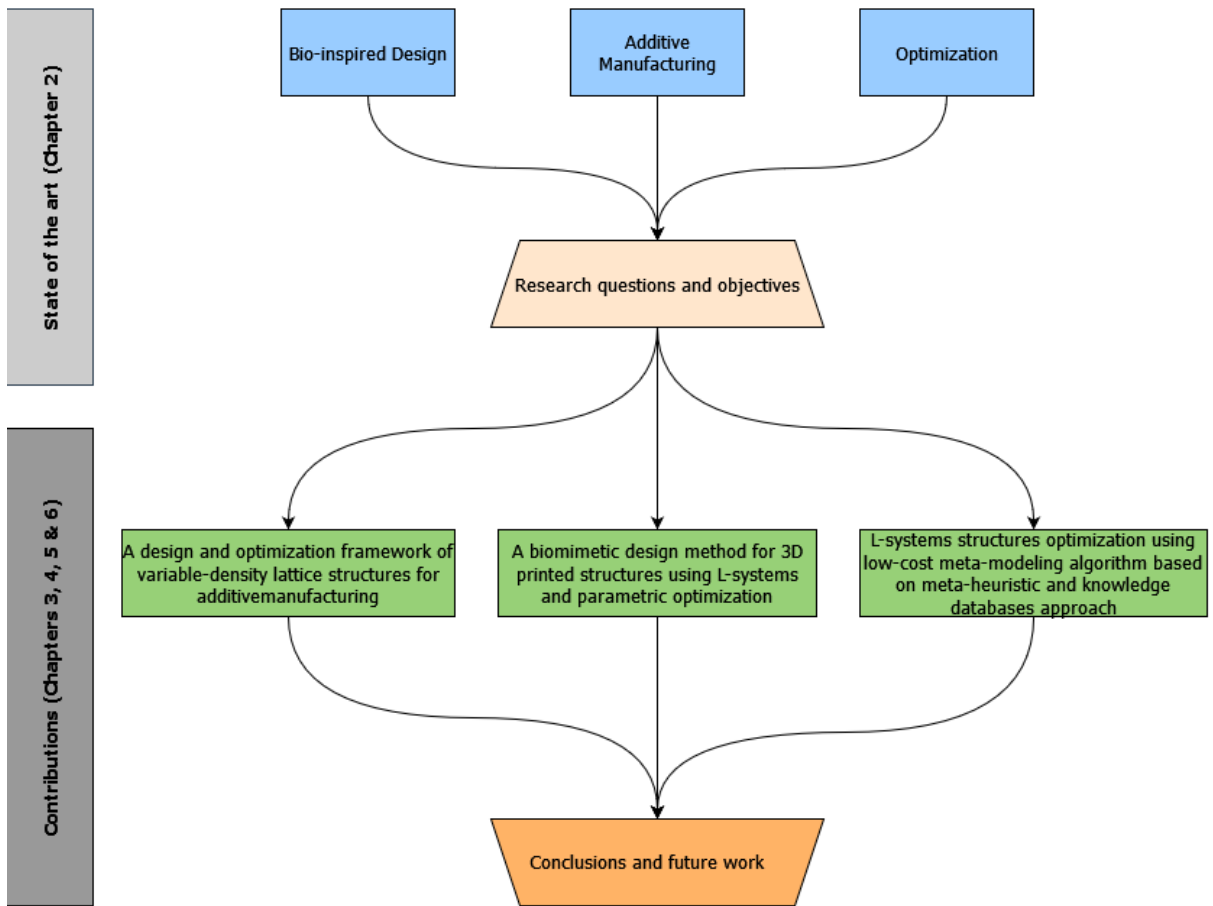 State of the art (Chapter 2)
Bio-inspired Design
Additive
Manufacturing
Optimization
Research questions and objectives
Contributions (Chapters 3, 4, 5 & 6)
A design and optimization framework of
variable-density lattice structures for
additivemanufacturing
A biomimetic design method for 3D
printed structures using L-systems
and parametric optimization
L-systems structures optimization using
low-cost meta-modeling algorithm based
on meta-heuristic and knowledge
databases approach
Conclusions and future work